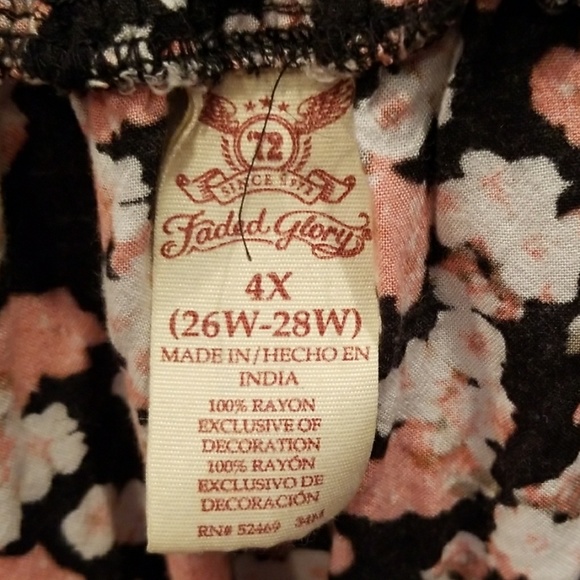 '72
SINCE 1972
Faded Glory®
4X
(26W-28W)
MADE IN/HECHO EN
INDIA
100% RAYON
EXCLUSIVE OF
DECORATION
100% RAYÓN
EXCLUSIVO DE
DECORACIÓN
RN# 52469 34M